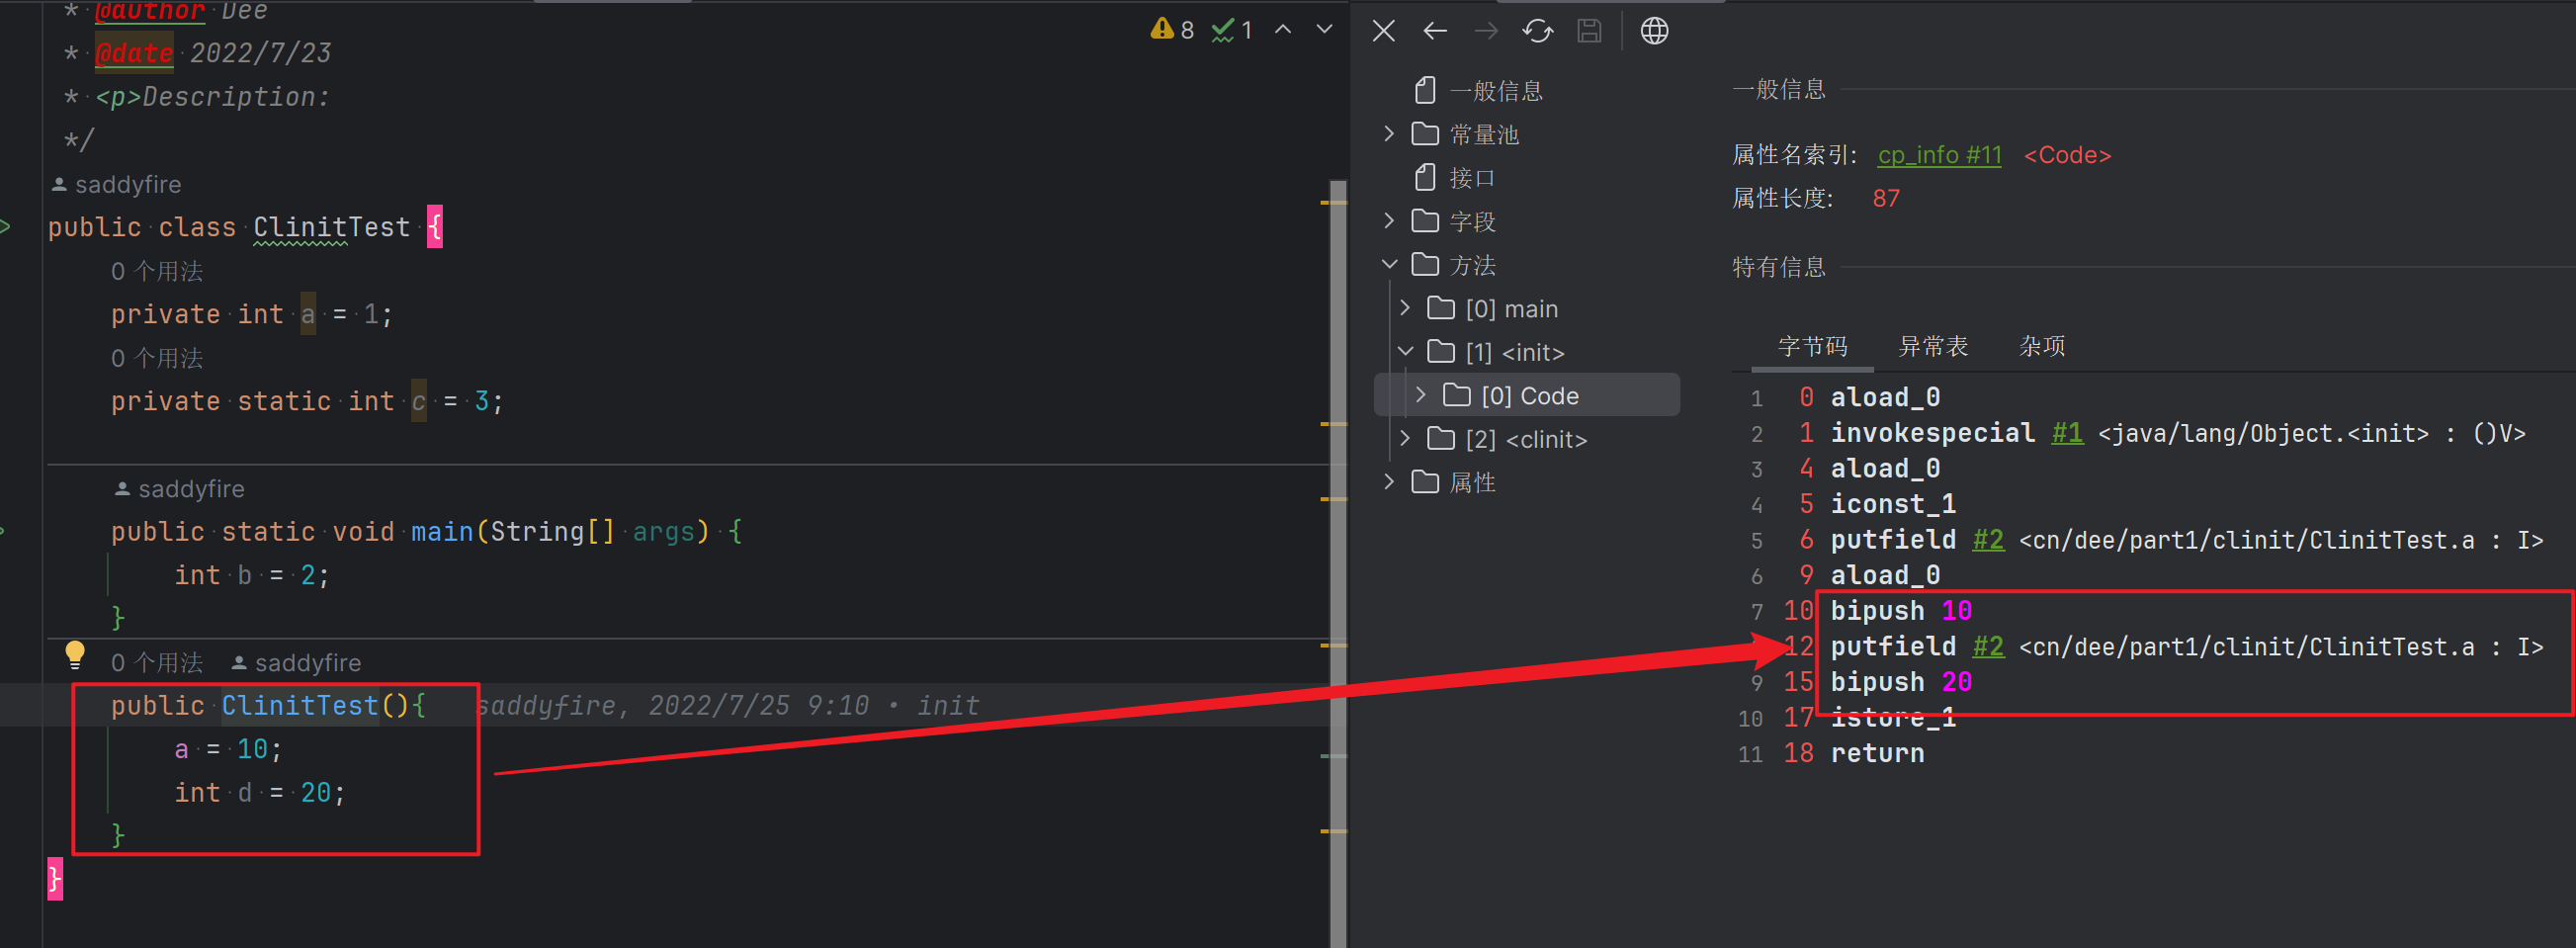 * @author Dee
* @date 2022/7/23
* <p>Description:
*/
saddyfire
public class ClinitTest {
0 个用法
private int a = 1;
0 个用法
private static int c = 3;
saddyfire
public static void main(String[] args) {
int b = 2;
}
0 个用法 saddyfire
public ClinitTest(){ saddyfire, 2022/7/25 9:10 • init
a = 10;
int d = 20;
}
}
8 1
一般信息
常量池
接口
字段
方法
[0] main
[1] <init>
[0] Code
[2] <clinit>
属性
一般信息
属性名索引: cp_info #11 <Code>
属性长度: 87
特有信息
字节码 异常表 杂项
1 0 aload_0
2 1 invokespecial #1 <java/lang/Object.<init> : ()V>
3 4 aload_0
4 5 iconst_1
5 6 putfield #2 <cn/dee/part1/clinit/ClinitTest.a : I>
6 9 aload_0
7 10 bipush 10
12 putfield #2 <cn/dee/part1/clinit/ClinitTest.a : I>
9 15 bipush 20
10 17 istore_1
11 18 return